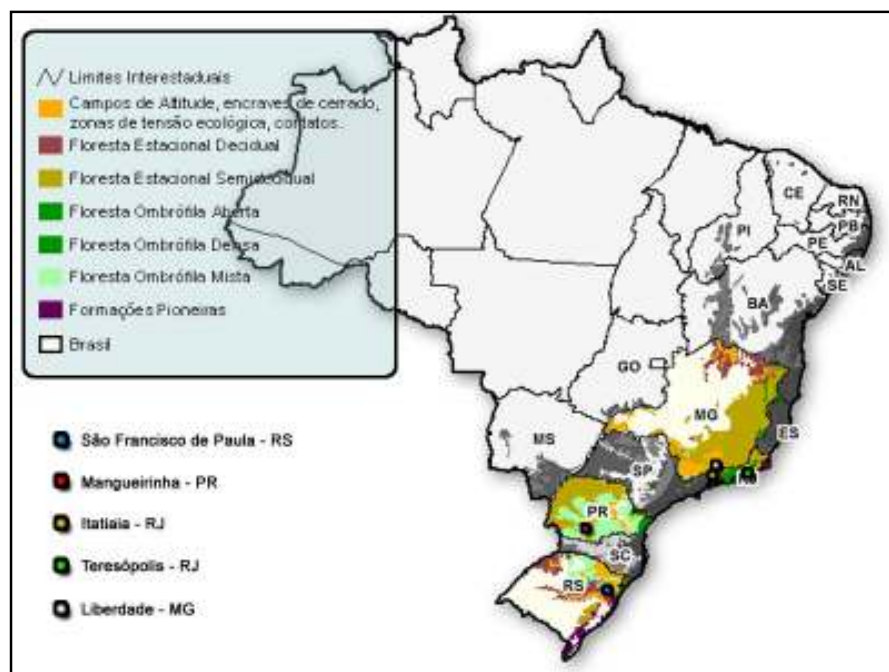 Limites Interestaduais
Campos de Altitude, encraves de cerrado,
zonas de tensão ecológica, contatos.
Floresta Estacional Decidual
Floresta Estacional Semidecidual
Floresta Ombrófila Aberta
Floresta Ombrófila Densa
Floresta Ombrófila Mista
Formações Pioneiras
Brasil
São Francisco de Paula - RS
Mangueirinha - PR
Itatiaia - RJ
Teresópolis - RJ
Liberdade - MG
CE
RN
PB
PI
PE
AL
SE
BA
GO
MG
ES
MS
SP
RJ
PR
SC
RS